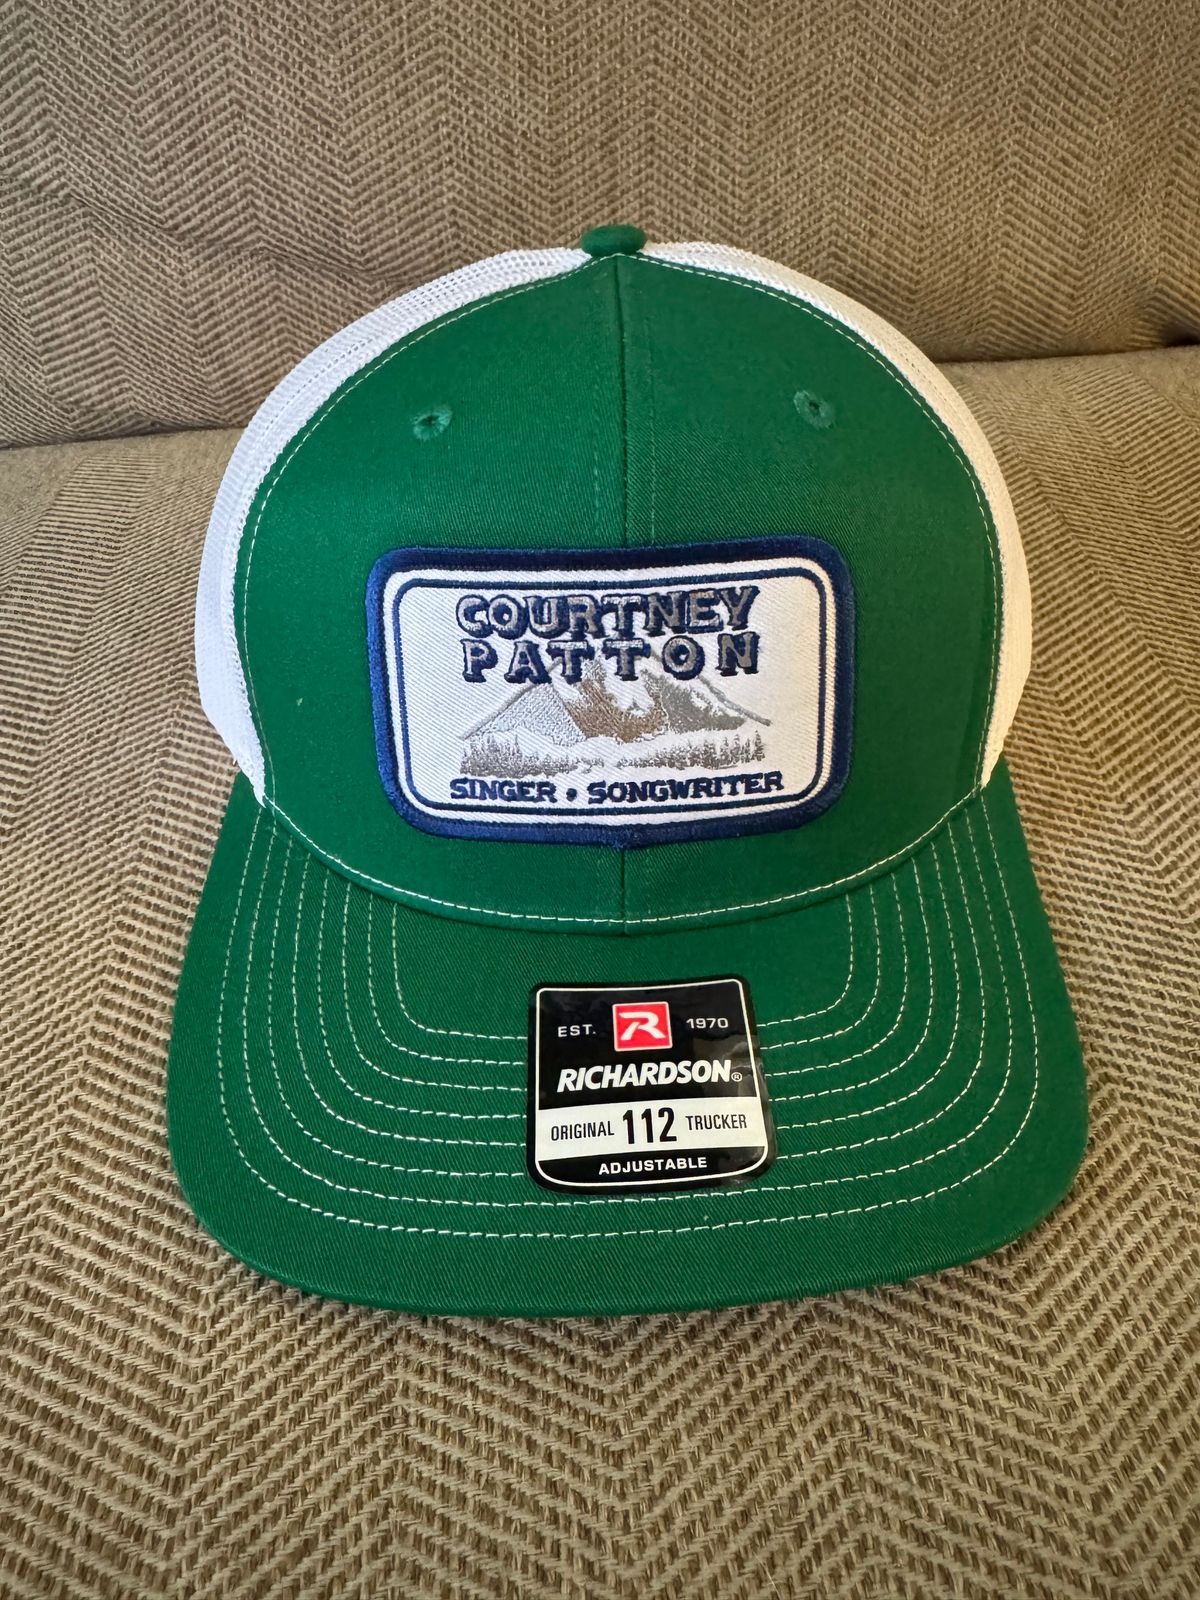 COURTNEY
PATTON
SINGER • SONGWRITER
EST. R 1970
RICHARDSON®
ORIGINAL 112 TRUCKER
ADJUSTABLE